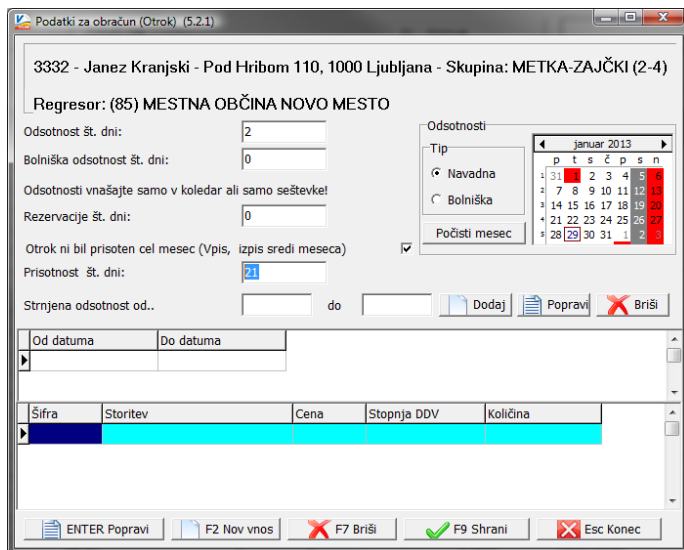 Podatki za obračun (Otrok) (5.2.1)
3332 - Janez Kranjski - Pod Hribom 110, 1000 Ljubljana - Skupina: METKA-ZAJČKI (2-4)
Regresor: (85) MESTNA OBČINA NOVO MESTO
Odsotnost št. dni: 2
Bolniška odsotnost št. dni: 0
Odsotnosti vnašajte samo v koledar ali samo seštevke!
Rezervacije št. dni: 0
Otrok ni bil prisoten cel mesec (Vpis, izpis sredi meseca)
Prisotnost št. dni: 21
Strnjena odsotnost od.. do
Dodaj Popravi Briši
Odsotnosti
Tip
Navadna
Bolniška
Počisti mesec
januar 2013
p t s č p s n
1 31 1 2 3 4 5 6
2 7 8 9 10 11 12 13
3 14 15 16 17 18 19 20
4 21 22 23 24 25 26 27
5 28 29 30 31 1 2 3
Od datuma Do datuma
Šifra Storitev Cena Stopnja DDV Količina
ENTER Popravi F2 Nov vnos F7 Briši F9 Shrani Esc Konec